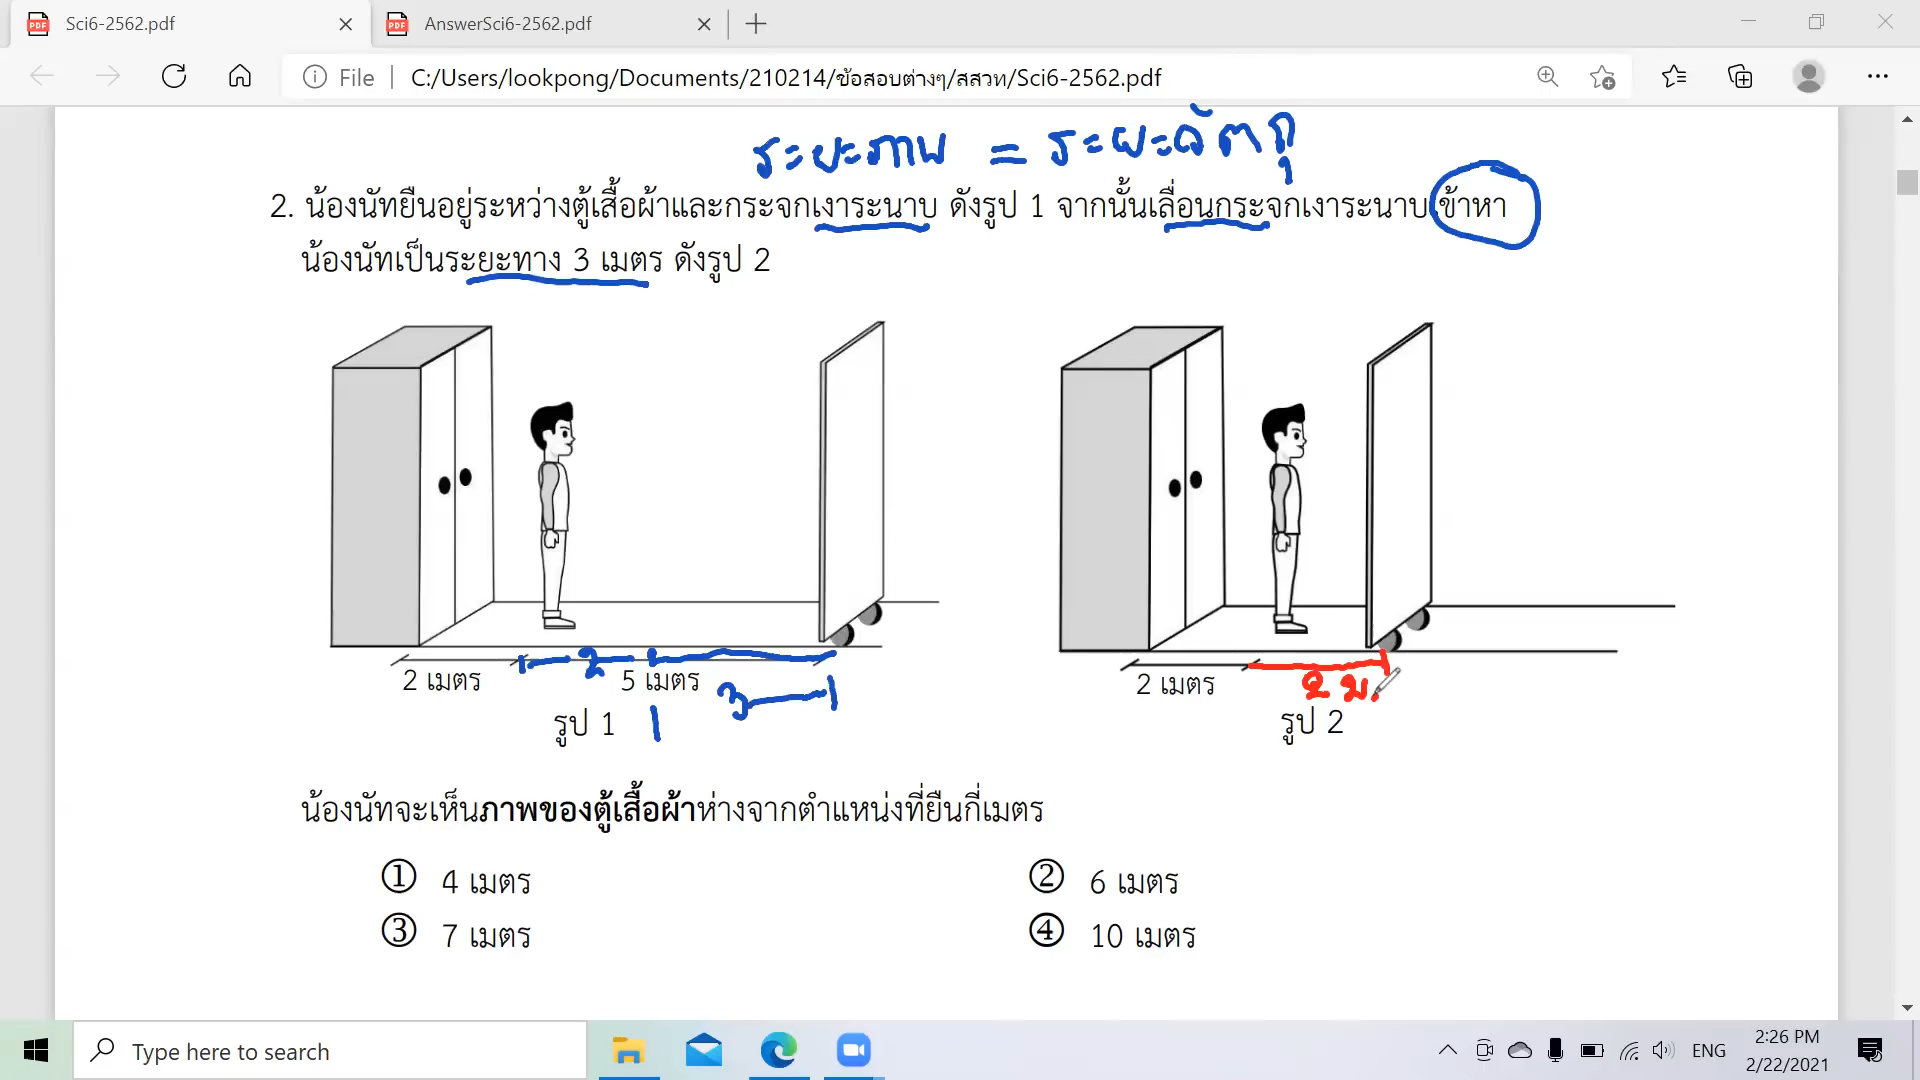 Sci6-2562.pdf
AnswerSci6-2562.pdf
File
C:/Users/lookpong/Documents/210214/ข้อสอบต่างๆ/สสวท/Sci6-2562.pdf
ระยะภาพ = ระยะวัตถุ
2. น้องนัทยืนอยู่ระหว่างตู้เสื้อผ้าและกระจกเงาระนาบ ดังรูป 1 จากนั้นเลื่อนกระจกเงาระนาบเข้าหา
น้องนัทเป็นระยะทาง 3 เมตร ดังรูป 2
2
2 เมตร
5 เมตร
3
2 เมตร
2 ม.
รูป 1
1
รูป 2
น้องนัทจะเห็นภาพของตู้เสื้อผ้าห่างจากตำแหน่งที่ยืนกี่เมตร
① 4 เมตร
② 6 เมตร
③ 7 เมตร
④ 10 เมตร
Type here to search
ENG
2:26 PM
2/22/2021